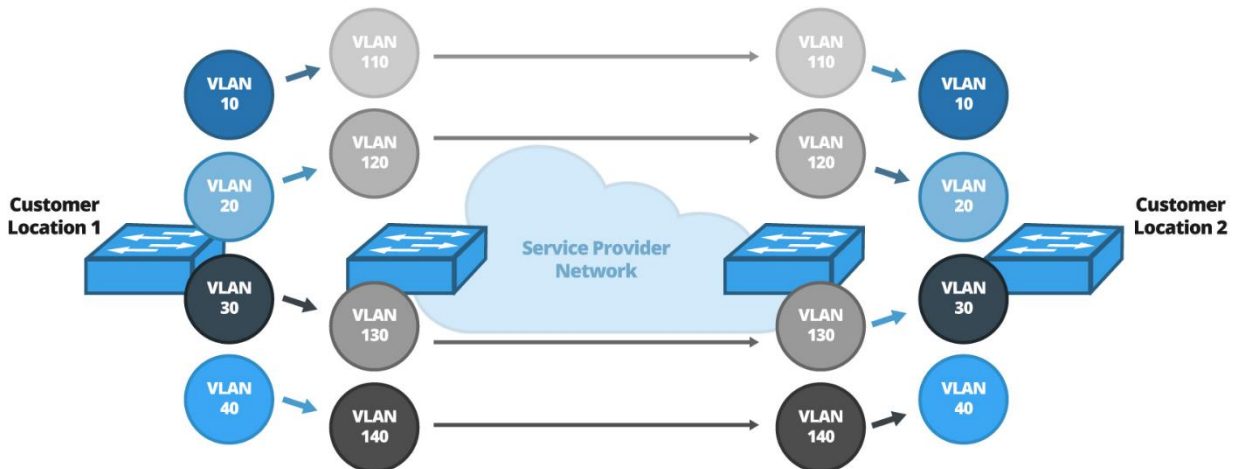 VLAN
10
VLAN
110
VLAN
110
VLAN
10
VLAN
20
VLAN
120
VLAN
120
VLAN
20
Customer
Location 1
Service Provider
Network
Customer
Location 2
VLAN
30
VLAN
130
VLAN
130
VLAN
30
VLAN
40
VLAN
140
VLAN
140
VLAN
40